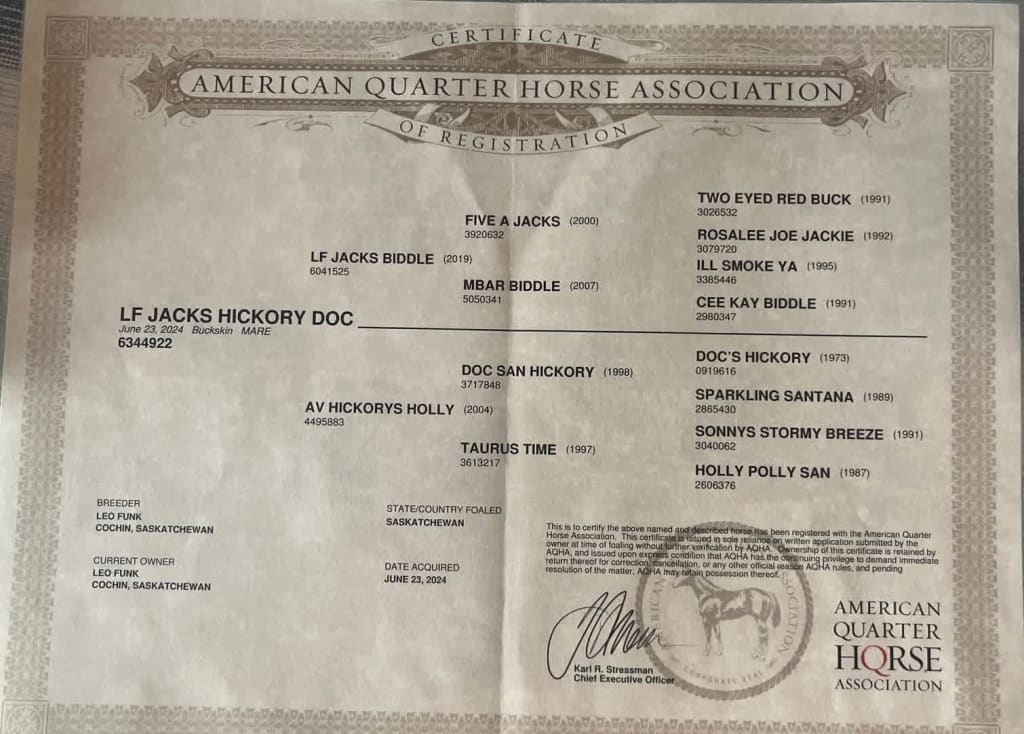 CERTIFICATE
AMERICAN QUARTER HORSE ASSOCIATION
OF REGISTRATION
TWO EYED RED BUCK (1991)
3026532
FIVE A JACKS (2000)
3920632
ROSALEE JOE JACKIE (1992)
3079720
LF JACKS BIDDLE (2019)
6041525
ILL SMOKE YA (1995)
3385446
MBAR BIDDLE (2007)
5050341
CEE KAY BIDDLE (1991)
2980347
LF JACKS HICKORY DOC
June 23, 2024 Buckskin MARE
6344922
DOC'S HICKORY (1973)
0919616
DOC SAN HICKORY (1998)
3717848
SPARKLING SANTANA (1989)
2865430
AV HICKORYS HOLLY (2004)
4495883
SONNYS STORMY BREEZE (1991)
3040062
TAURUS TIME (1997)
3613217
HOLLY POLLY SAN (1987)
2606376
BREEDER
LEO FUNK
COCHIN, SASKATCHEWAN
STATE/COUNTRY FOALED
SASKATCHEWAN
CURRENT OWNER
LEO FUNK
COCHIN, SASKATCHEWAN
DATE ACQUIRED
JUNE 23, 2024
This is to certify the above named and described horse has been registered with the American Quarter
Horse Association. This certificate is issued in sole reliance on written application submitted by the
owner at time of foaling without further verification by AQHA. Ownership of this certificate is retained by
AQHA, and issued upon express condition that AQHA has the continuing privilege to demand immediate
return thereof for correction, cancellation, or any other official reason AQHA rules, and pending
resolution of the matter, AQHA may retain possession thereof.
Karl R. Stressman
Chief Executive Officer
CORPORATE SEAL
AMERICAN
QUARTER
HORSE
ASSOCIATION